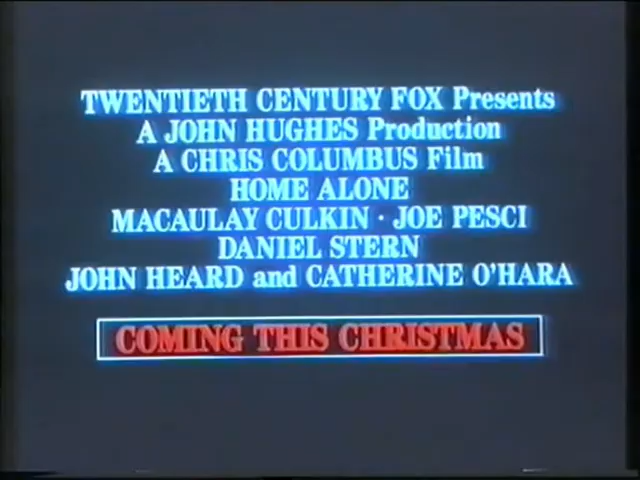 TWENTIETH CENTURY FOX Presents
A JOHN HUGHES Production
A CHRIS COLUMBUS Film
HOME ALONE
MACAULAY CULKIN · JOE PESCI
DANIEL STERN
JOHN HEARD and CATHERINE O'HARA
COMING THIS CHRISTMAS